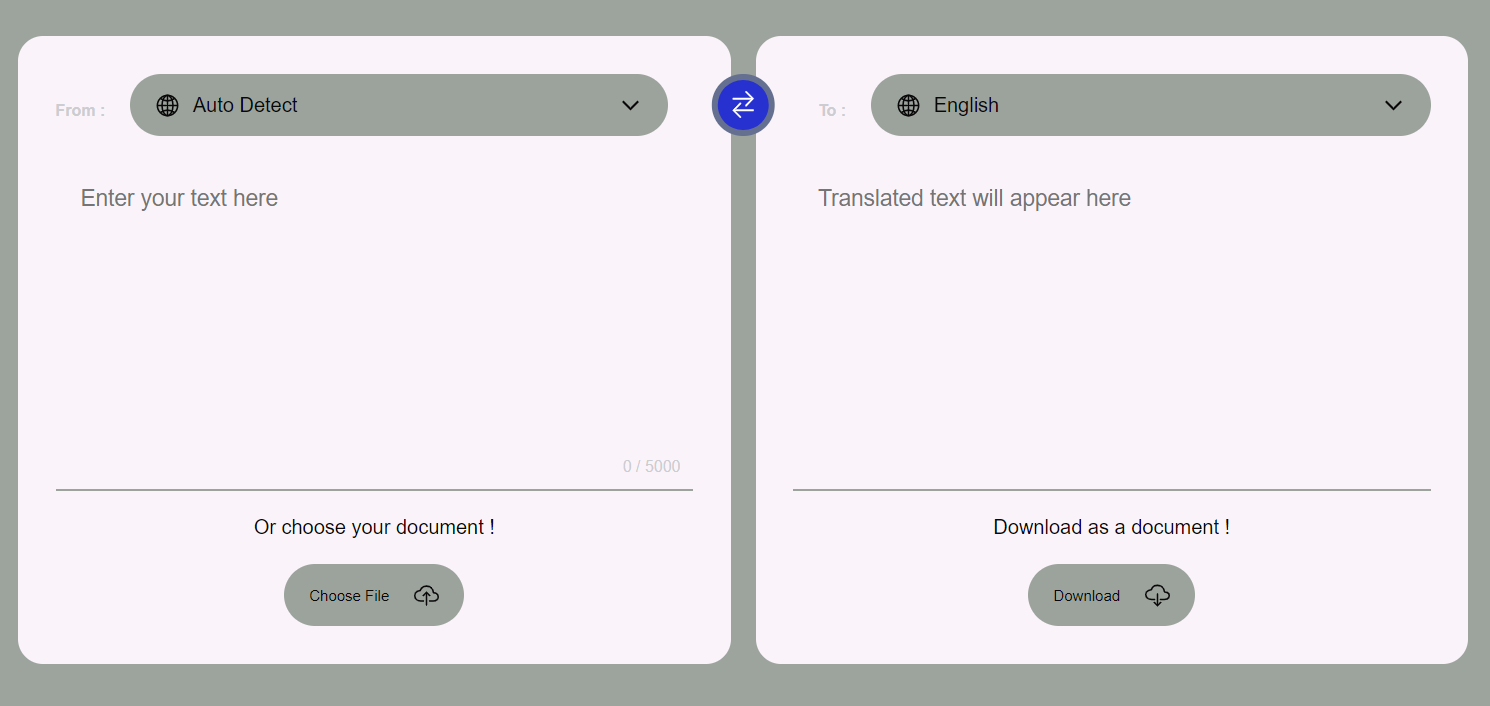 From :
Auto Detect
Enter your text here
0 / 5000
Or choose your document !
Choose File
To :
English
Translated text will appear here
Download as a document !
Download